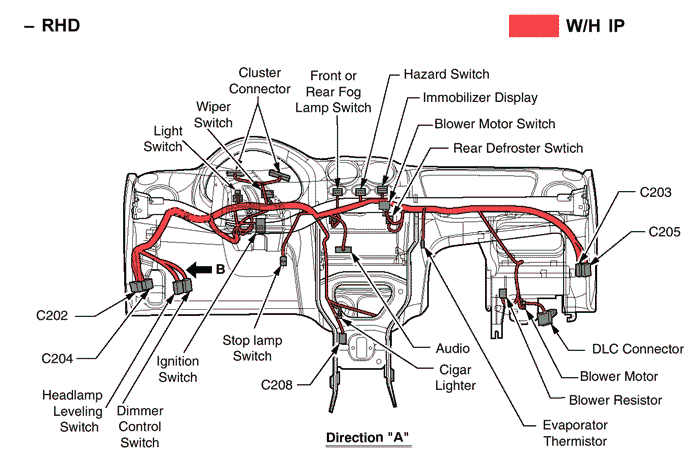 – RHD
W/H IP
Cluster
Connector
Front or
Rear Fog
Lamp Switch
Hazard Switch
Immobilizer Display
Wiper
Switch
Blower Motor Switch
Light
Switch
Rear Defroster Swtich
C203
C205
B
C202
C204
Ignition
Switch
Stop lamp
Switch
C208
Audio
Cigar
Lighter
DLC Connector
Blower Motor
Blower Resistor
Headlamp
Leveling
Switch
Dimmer
Control
Switch
Evaporator
Thermistor
Direction "A"